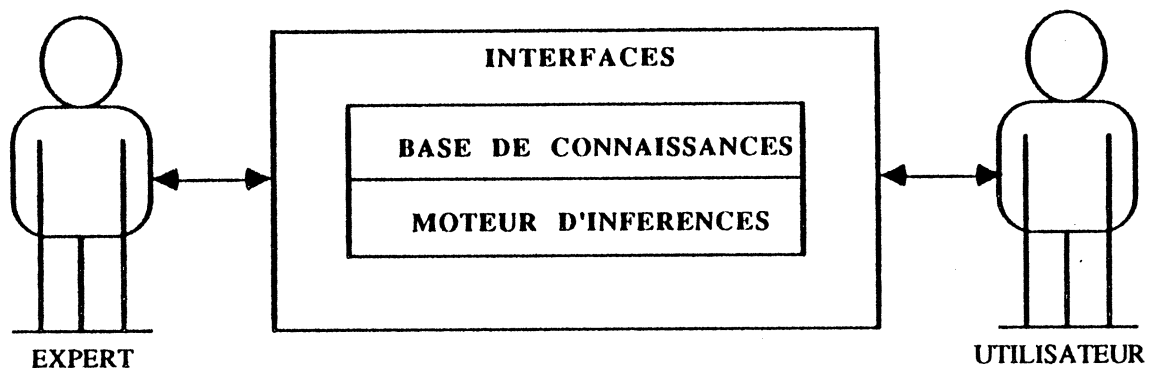 INTERFACES
BASE DE CONNAISSANCES
MOTEUR D'INFERENCES
EXPERT
UTILISATEUR